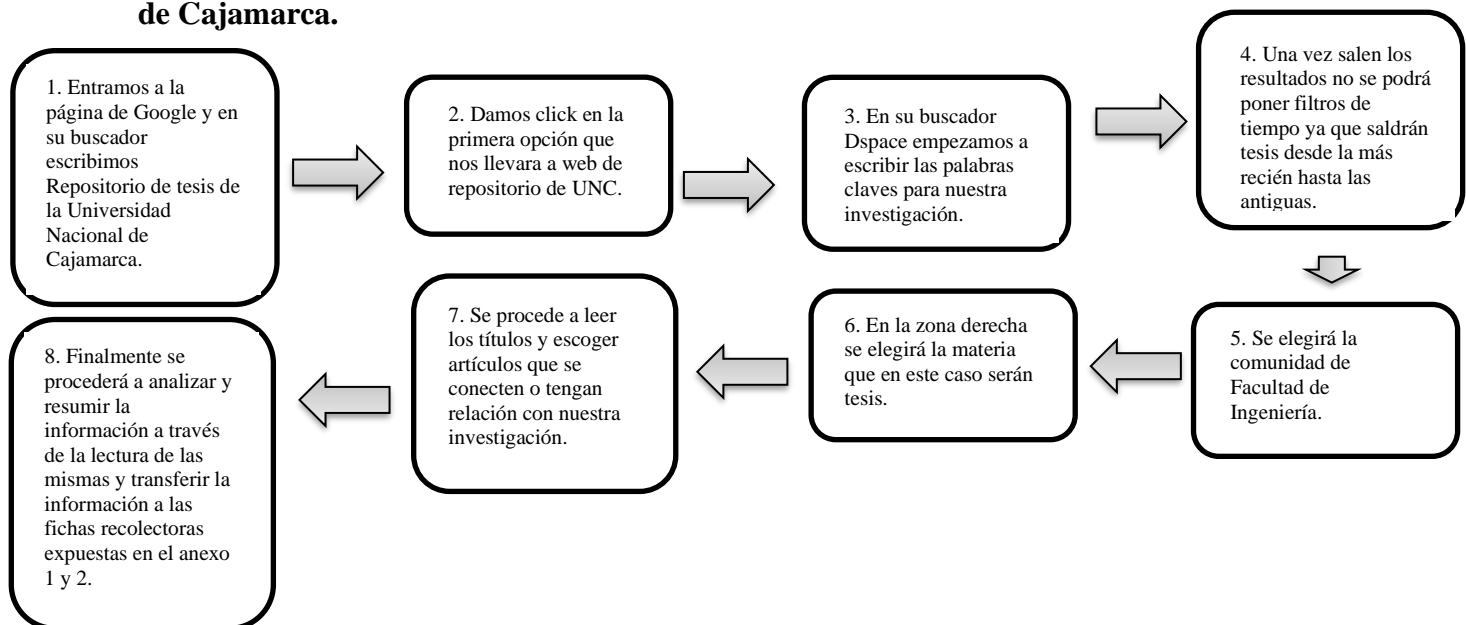 de Cajamarca.
1. Entramos a la
página de Google y en
su buscador
escribimos
Repositorio de tesis de
la Universidad
Nacional de
Cajamarca.
2. Damos click en la
primera opción que
nos llevara a web de
repositorio de UNC.
3. En su buscador
Dspace empezamos a
escribir las palabras
claves para nuestra
investigación.
4. Una vez salen los
resultados no se podrá
poner filtros de
tiempo ya que saldrán
tesis desde la más
recién hasta las
antiguas.
5. Se elegirá la
comunidad de
Facultad de
Ingeniería.
6. En la zona derecha
se elegirá la materia
que en este caso serán
tesis.
7. Se procede a leer
los títulos y escoger
artículos que se
conecten o tengan
relación con nuestra
investigación.
8. Finalmente se
procederá a analizar y
resumir la
información a través
de la lectura de las
mismas y transferir la
información a las
fichas recolectoras
expuestas en el anexo
1 y 2.